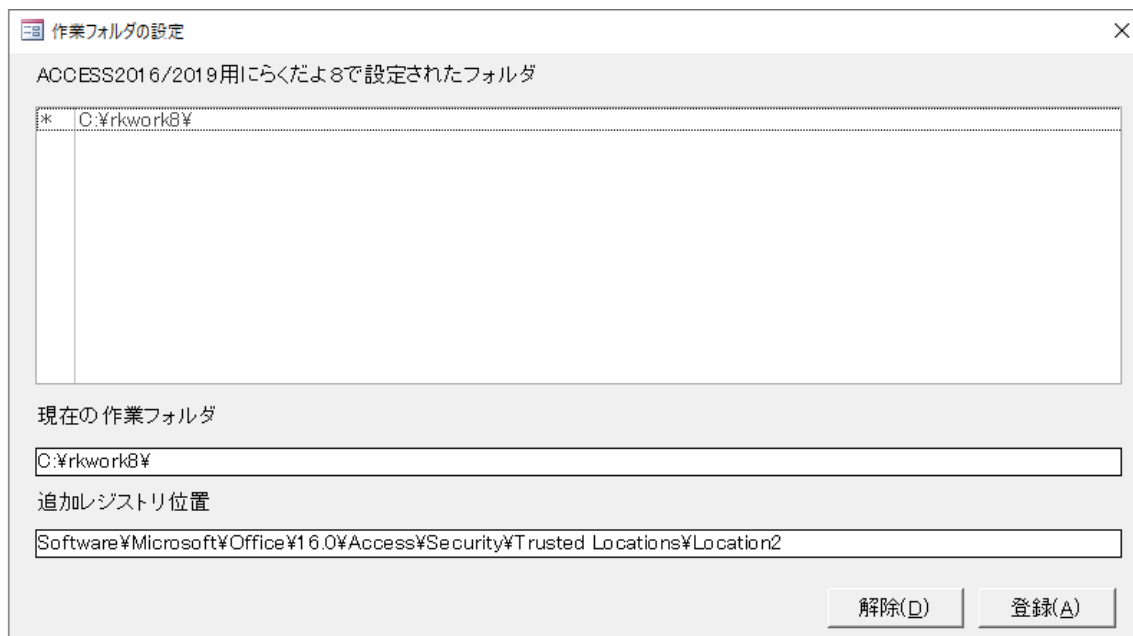 作業フォルダの設定
ACCESS2016/2019用にらくだよ8で設定されたフォルダ
* C:¥rkwork8¥
現在の作業フォルダ
C:¥rkwork8¥
追加レジストリ位置
Software¥Microsoft¥Office¥16.0¥Access¥Security¥Trusted Locations¥Location2
解除(D) 登録(A)